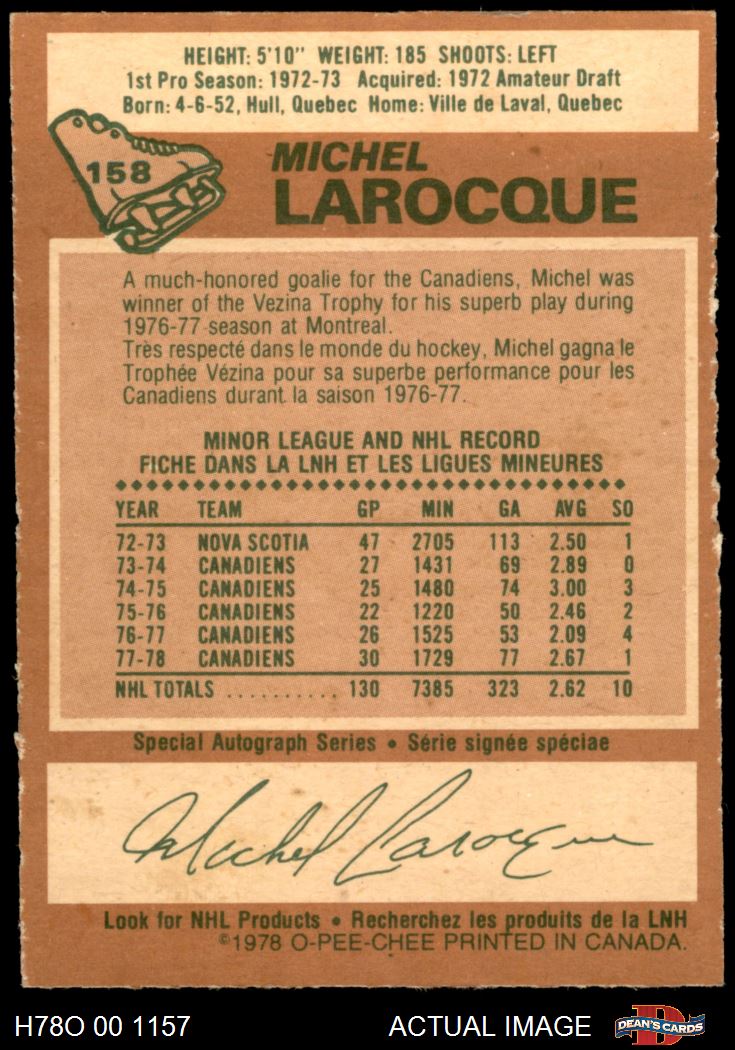 HEIGHT: 5'10" WEIGHT: 185 SHOOTS: LEFT
1st Pro Season: 1972-73 Acquired: 1972 Amateur Draft
Born: 4-6-52, Hull, Quebec Home: Ville de Laval, Quebec
158
MICHEL
LAROCQUE
A much-honored goalie for the Canadiens, Michel was
winner of the Vezina Trophy for his superb play during
1976-77 season at Montreal.
Très respecté dans le monde du hockey, Michel gagna le
Trophée Vézina pour sa superbe performance pour les
Canadiens durant la saison 1976-77.
MINOR LEAGUE AND NHL RECORD
FICHE DANS LA LNH ET LES LIGUES MINEURES
YEAR TEAM GP MIN GA AVG SO
72-73 NOVA SCOTIA 47 2705 113 2.50 1
73-74 CANADIENS 27 1431 69 2.89 0
74-75 CANADIENS 25 1480 74 3.00 3
75-76 CANADIENS 22 1220 50 2.46 2
76-77 CANADIENS 26 1525 53 2.09 4
77-78 CANADIENS 30 1729 77 2.67 1
NHL TOTALS .......... 130 7385 323 2.62 10
Special Autograph Series • Série signée spéciae
Michel Larocque
Look for NHL Products • Recherchez les produits de la LNH
©1978 O-PEE-CHEE PRINTED IN CANADA.
H78O 00 1157 ACTUAL IMAGE DEAN'S CARDS